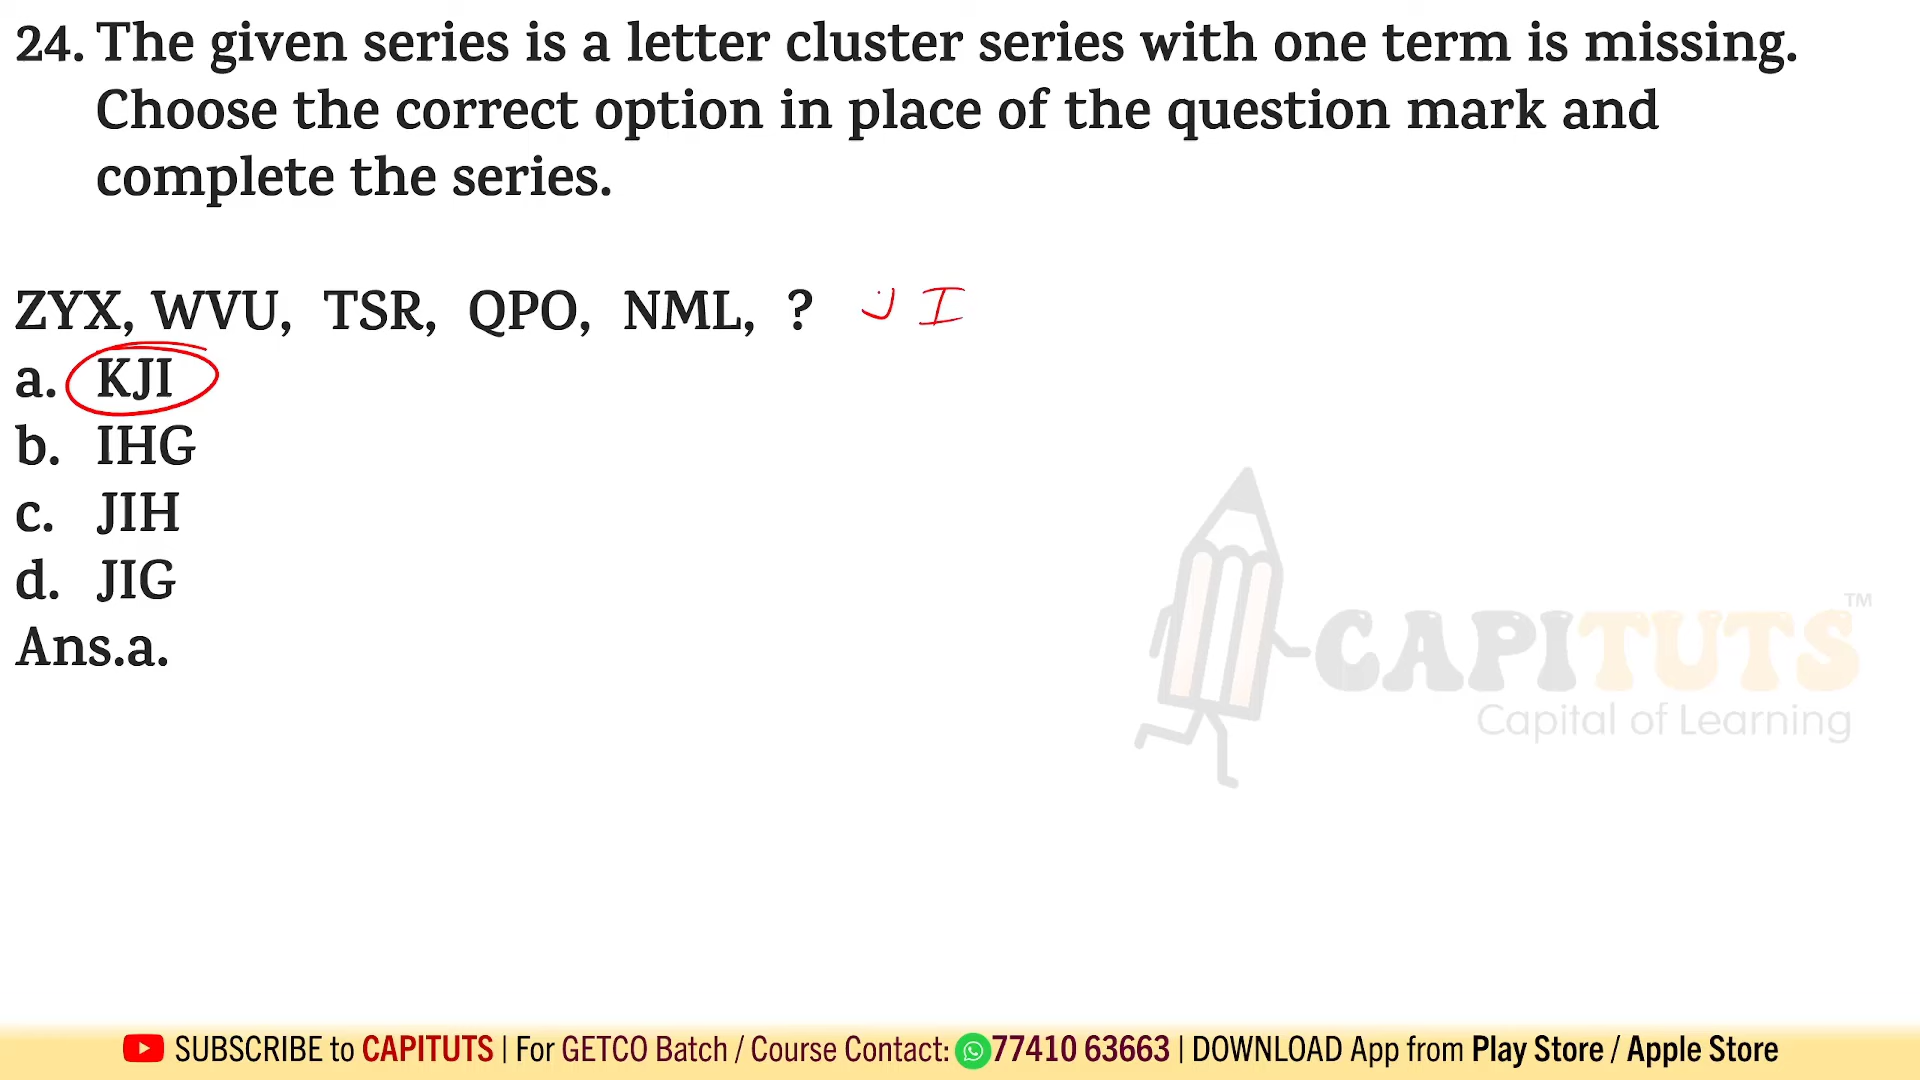 24. The given series is a letter cluster series with one term is missing.
Choose the correct option in place of the question mark and
complete the series.
ZYX, WVU, TSR, QPO, NML, ? J I
a. KJI
b. IHG
c. JIH
d. JIG
Ans.a.
CAPITUTS™
Capital of Learning
SUBSCRIBE to CAPITUTS | For GETCO Batch / Course Contact: 77410 63663 | DOWNLOAD App from Play Store / Apple Store